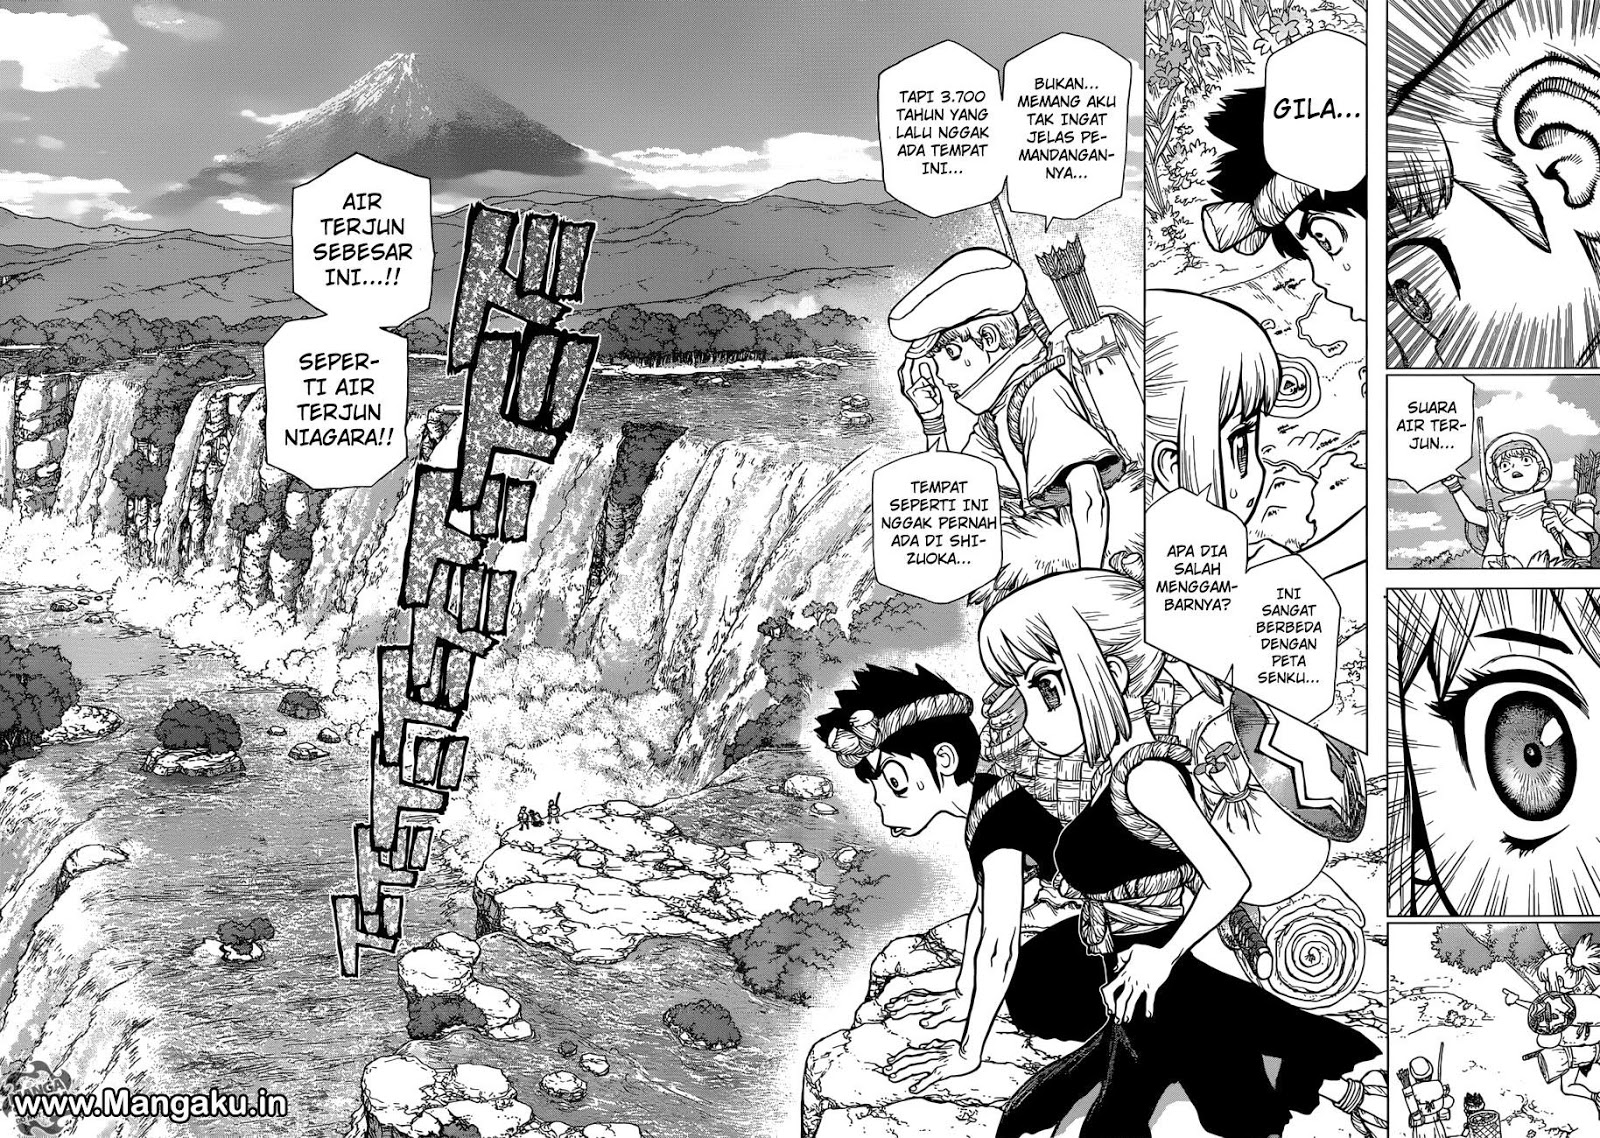 SUARA
AIR TER-
JUN...
GILA...
INI
SANGAT
BERBEDA
DENGAN
PETA
SENKU...
APA DIA
SALAH
MENGGAM-
BARNYA?
BUKAN...
MEMANG AKU
TAK INGAT
JELAS PE-
MANDANGAN-
NYA...
TAPI 3.700
TAHUN YANG
LALU NGGAK
ADA TEMPAT
INI...
TEMPAT
SEPERTI INI
NGGAK PERNAH
ADA DI SHI-
ZUOKA...
AIR
TERJUN
SEBESAR
INI...!!
SEPER-
TI AIR
TERJUN
NIAGARA!!
www.Mangaku.in